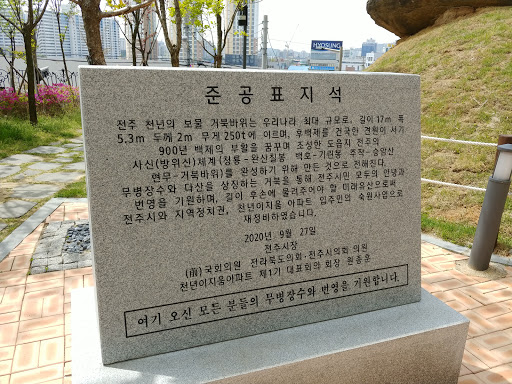 HYOSUNG
준공표지석
전주 천년의 보물 거북바위는 우리나라 최대 규모로, 길이 17m 폭
5.3m 두께 2m 무게 250t에 이르며, 후백제를 건국한 견훤이 서기
900년 백제의 부활을 꿈꾸며 조성한 도읍지 전주의
사신(방위신)체계(청룡-완산칠봉 백호-기린봉 주작-승암산
현무-거북바위)를 완성하기 위해 만든 것으로 전해진다.
무병장수와 다산을 상징하는 거북을 통해 전주시민 모두의 안녕과
번영을 기원하며, 길이 후손에 물려주어야 할 미래유산으로써
전주시와 지역정치권, 천년이지움 아파트 입주민의 숙원사업으로
재정비하였습니다.
2020년. 9월 27일
전주시장
(前)국회의원 전라북도의회·전주시의회 의원
천년이지움아파트 제1기 대표회의 회장 원종훈
여기 오신 모든 분들의 무병장수와 번영을 기원합니다.